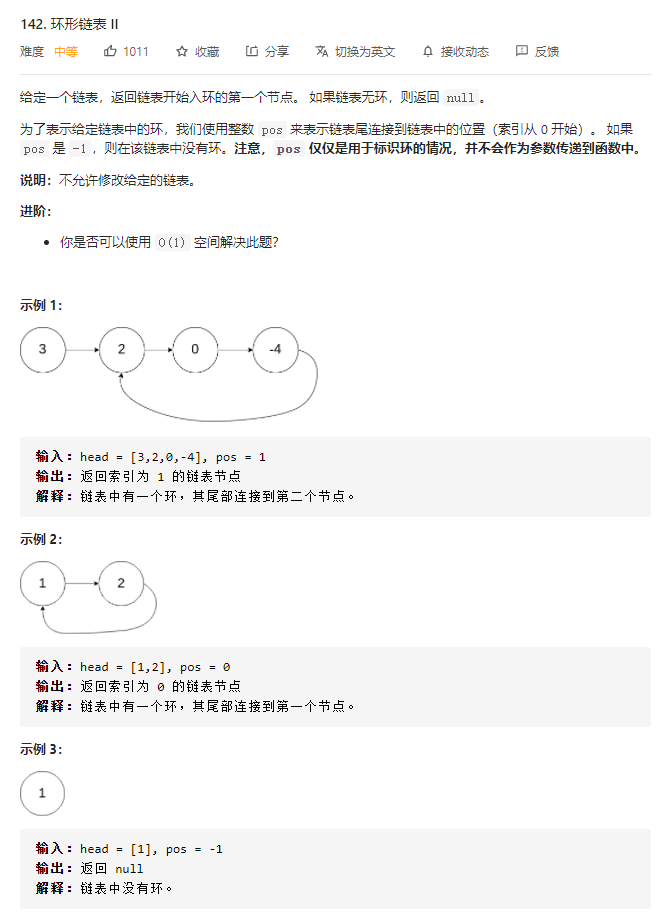 142. 环形链表 II
难度 中等 1011 收藏 分享 切换为英文 接收动态 反馈
给定一个链表，返回链表开始入环的第一个节点。 如果链表无环，则返回 null。
为了表示给定链表中的环，我们使用整数 pos 来表示链表尾连接到链表中的位置（索引从 0 开始）。 如果
pos 是 -1，则在该链表中没有环。注意，pos 仅仅是用于标识环的情况，并不会作为参数传递到函数中。
说明：不允许修改给定的链表。
进阶：
你是否可以使用 O(1) 空间解决此题？
示例 1：
3 2 0 -4
输入：head = [3,2,0,-4], pos = 1
输出：返回索引为 1 的链表节点
解释：链表中有一个环，其尾部连接到第二个节点。
示例 2：
1 2
输入：head = [1,2], pos = 0
输出：返回索引为 0 的链表节点
解释：链表中有一个环，其尾部连接到第一个节点。
示例 3：
1
输入：head = [1], pos = -1
输出：返回 null
解释：链表中没有环。